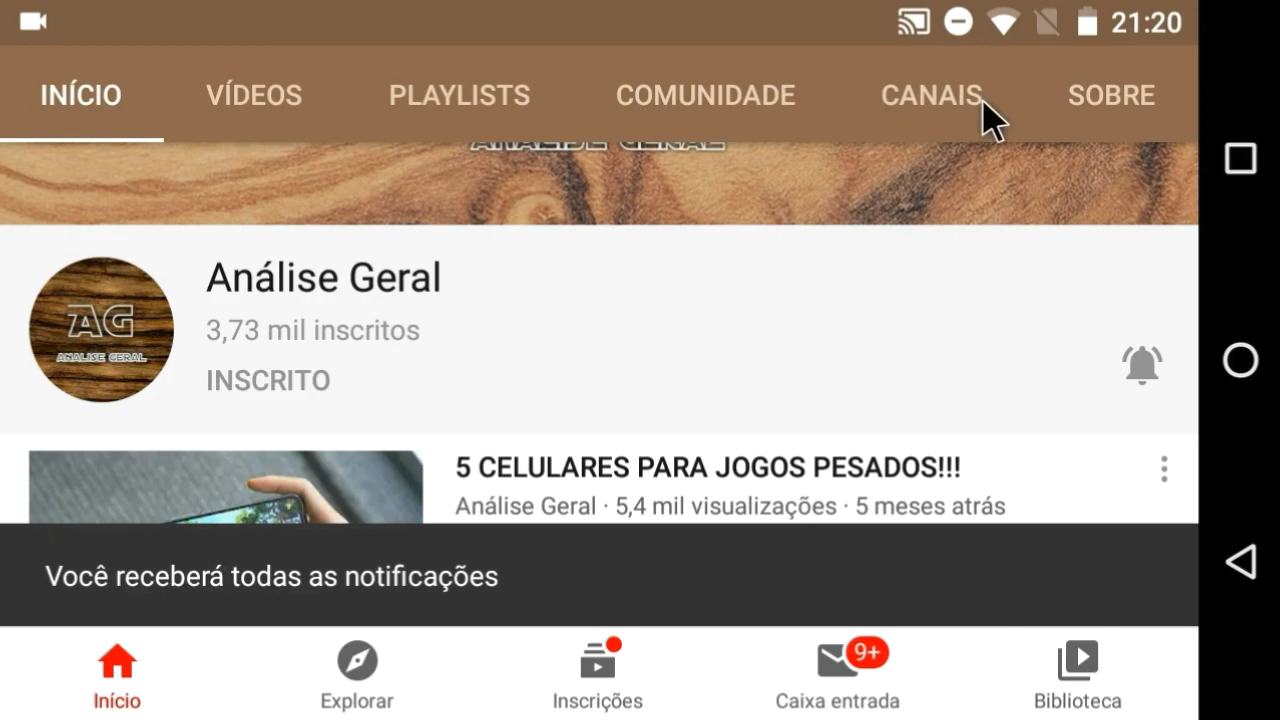 21:20
INÍCIO VÍDEOS PLAYLISTS COMUNIDADE CANAIS SOBRE
ANALISE GERAL
Análise Geral
3,73 mil inscritos
INSCRITO
AG
ANALISE GERAL
5 CELULARES PARA JOGOS PESADOS!!!
Análise Geral · 5,4 mil visualizações · 5 meses atrás
Você receberá todas as notificações
9+
Início Explorar Inscrições Caixa entrada Biblioteca